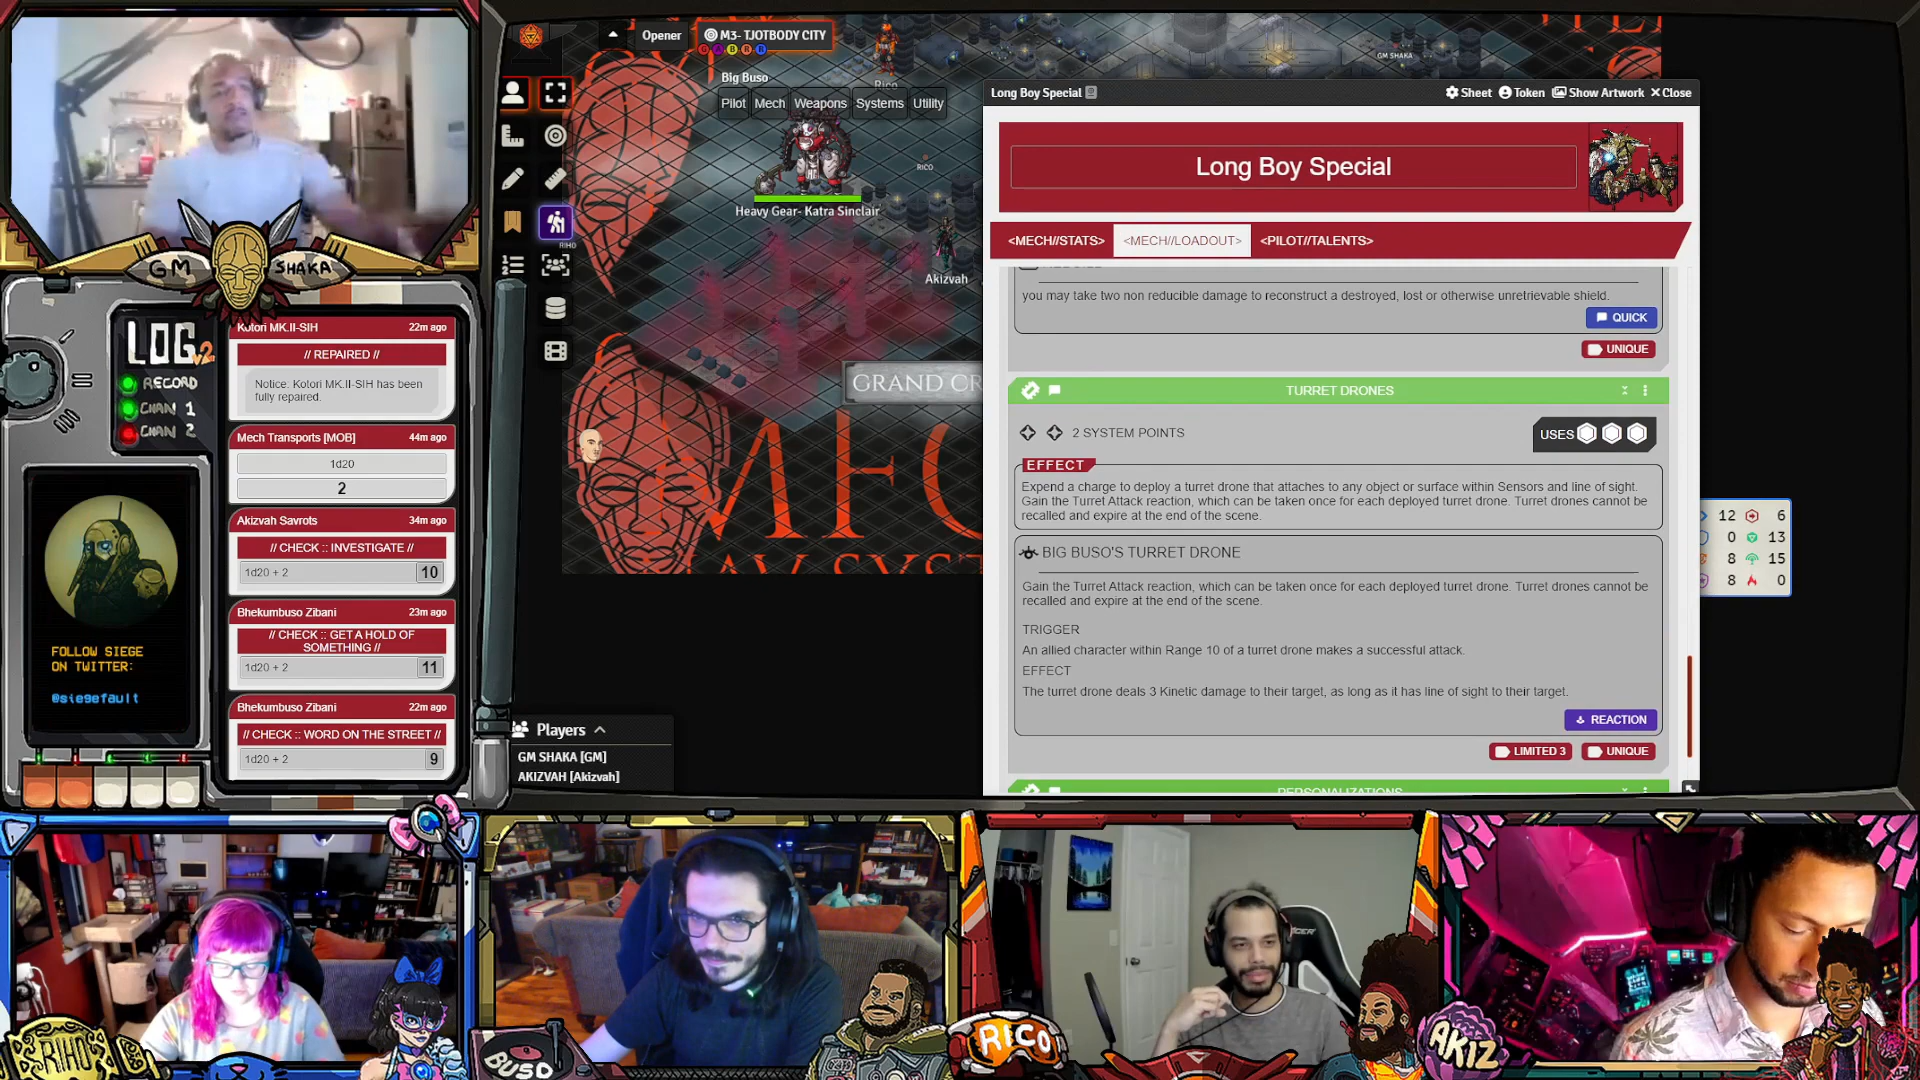 Opener
M3- TJOTBODY CITY
G A B R R
Big Buso
Pilot Mech Weapons Systems Utility
Rico
GM SHAKA
RICO
Heavy Gear- Katra Sinclair
Akizvah
RIHO
GRAND CR
Long Boy Special
Sheet Token Show Artwork Close
Long Boy Special
<MECH//STATS> <MECH//LOADOUT> <PILOT//TALENTS>
you may take two non reducible damage to reconstruct a destroyed, lost or otherwise unretrievable shield.
QUICK
UNIQUE
TURRET DRONES
2 SYSTEM POINTS
USES
EFFECT
Expend a charge to deploy a turret drone that attaches to any object or surface within Sensors and line of sight.
Gain the Turret Attack reaction, which can be taken once for each deployed turret drone. Turret drones cannot be
recalled and expire at the end of the scene.
BIG BUSO'S TURRET DRONE
Gain the Turret Attack reaction, which can be taken once for each deployed turret drone. Turret drones cannot be
recalled and expire at the end of the scene.
TRIGGER
An allied character within Range 10 of a turret drone makes a successful attack.
EFFECT
The turret drone deals 3 Kinetic damage to their target, as long as it has line of sight to their target.
REACTION
LIMITED 3
UNIQUE
PERSONALIZATIONS
12 6
0 13
8 15
8 0
GM SHAKA
LOG v2
RECORD
CHAN 1
CHAN 2
Kotori MK.II-SIH 22m ago
// REPAIRED //
Notice: Kotori MK.II-SIH has been
fully repaired.
Mech Transports [MOB] 44m ago
1d20
2
Akizvah Savrots 34m ago
// CHECK :: INVESTIGATE //
1d20 + 2 10
Bhekumbuso Zibani 23m ago
// CHECK :: GET A HOLD OF
SOMETHING //
1d20 + 2 11
Bhekumbuso Zibani 22m ago
// CHECK :: WORD ON THE STREET //
1d20 + 2 9
FOLLOW SIEGE
ON TWITTER:
@siegefault
Players
GM SHAKA [GM]
AKIZVAH [Akizvah]
RIHO
BUSO
RICO
AKIZ